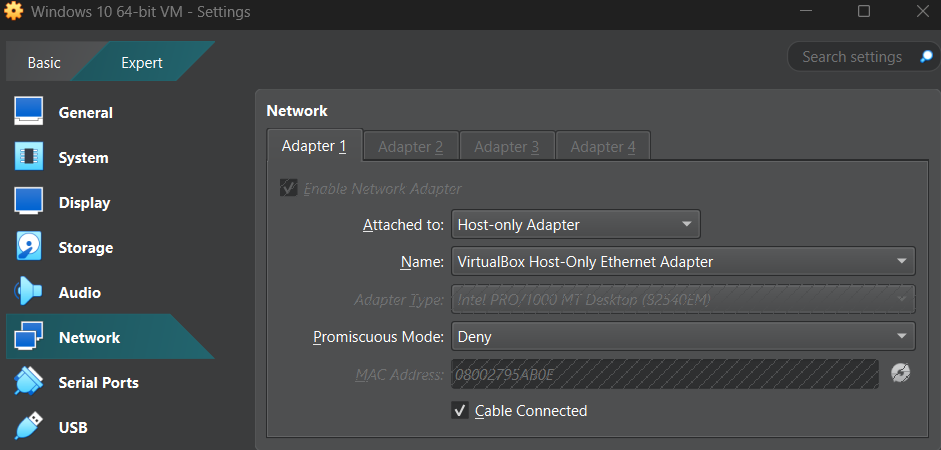 Windows 10 64-bit VM - Settings
Basic
Expert
Search settings
General
System
Display
Storage
Audio
Network
Serial Ports
USB
Network
Adapter 1
Adapter 2
Adapter 3
Adapter 4
Enable Network Adapter
Attached to: Host-only Adapter
Name: VirtualBox Host-Only Ethernet Adapter
Adapter Type: Intel PRO/1000 MT Desktop (82540EM)
Promiscuous Mode: Deny
MAC Address: 08002795AB0E
Cable Connected